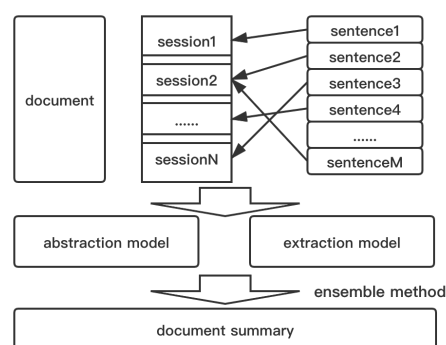 document
session1
session2
......
sessionN
sentence1
sentence2
sentence3
sentence4
......
sentenceM
abstraction model
extraction model
ensemble method
document summary